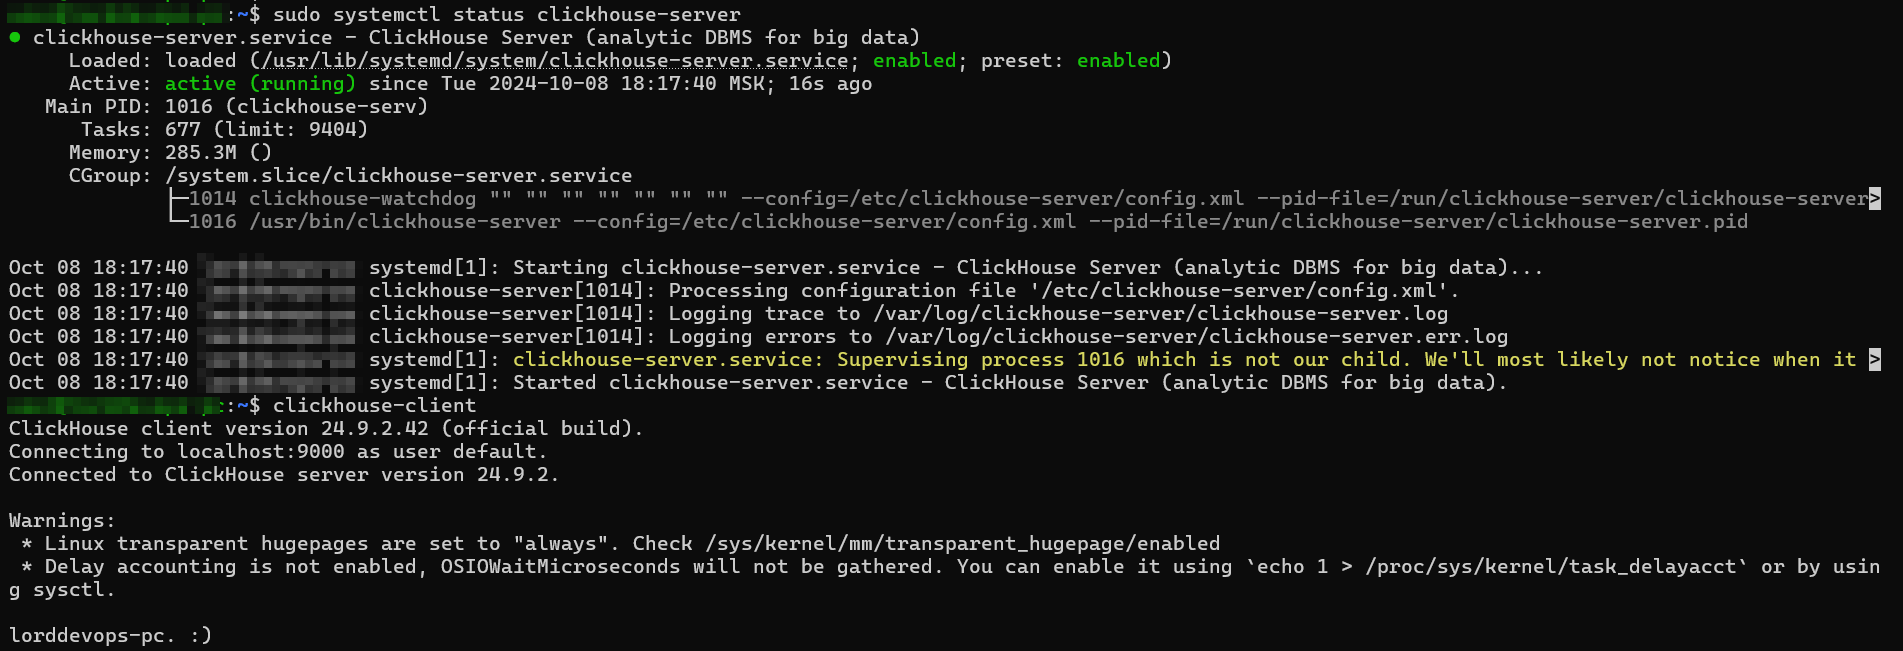 :~$ sudo systemctl status clickhouse-server
● clickhouse-server.service - ClickHouse Server (analytic DBMS for big data)
Loaded: loaded (/usr/lib/systemd/system/clickhouse-server.service; enabled; preset: enabled)
Active: active (running) since Tue 2024-10-08 18:17:40 MSK; 16s ago
Main PID: 1016 (clickhouse-serv)
Tasks: 677 (limit: 9404)
Memory: 285.3M ()
CGroup: /system.slice/clickhouse-server.service
├─1014 clickhouse-watchdog "" "" "" "" "" "" "" --config=/etc/clickhouse-server/config.xml --pid-file=/run/clickhouse-server/clickhouse-server>
└─1016 /usr/bin/clickhouse-server --config=/etc/clickhouse-server/config.xml --pid-file=/run/clickhouse-server/clickhouse-server.pid
Oct 08 18:17:40 systemd[1]: Starting clickhouse-server.service - ClickHouse Server (analytic DBMS for big data)...
Oct 08 18:17:40 clickhouse-server[1014]: Processing configuration file '/etc/clickhouse-server/config.xml'.
Oct 08 18:17:40 clickhouse-server[1014]: Logging trace to /var/log/clickhouse-server/clickhouse-server.log
Oct 08 18:17:40 clickhouse-server[1014]: Logging errors to /var/log/clickhouse-server/clickhouse-server.err.log
Oct 08 18:17:40 systemd[1]: clickhouse-server.service: Supervising process 1016 which is not our child. We'll most likely not notice when it >
Oct 08 18:17:40 systemd[1]: Started clickhouse-server.service - ClickHouse Server (analytic DBMS for big data).
:~$ clickhouse-client
ClickHouse client version 24.9.2.42 (official build).
Connecting to localhost:9000 as user default.
Connected to ClickHouse server version 24.9.2.
Warnings:
* Linux transparent hugepages are set to "always". Check /sys/kernel/mm/transparent_hugepage/enabled
* Delay accounting is not enabled, OSIOWaitMicroseconds will not be gathered. You can enable it using `echo 1 > /proc/sys/kernel/task_delayacct` or by usin
g sysctl.
lorddevops-pc. :)